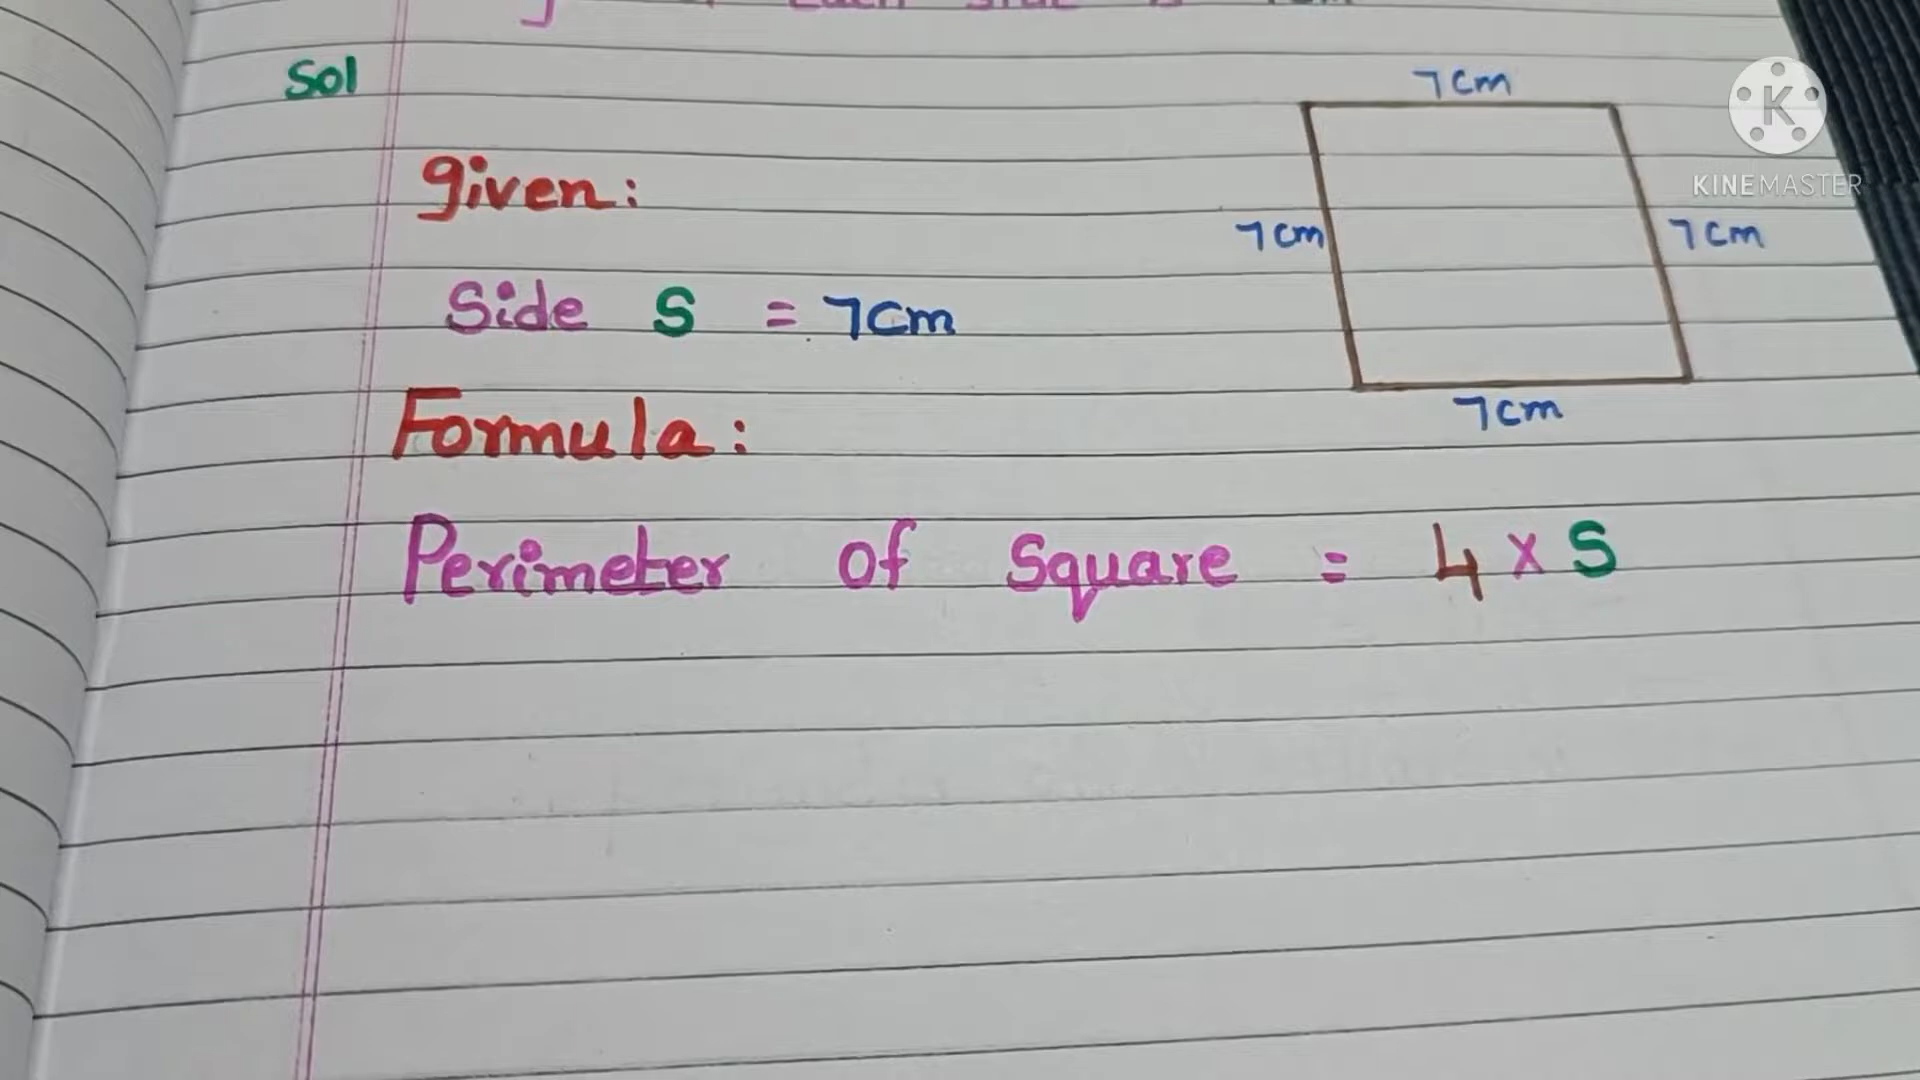 Sol
7cm
given:
7cm
7cm
Side S = 7cm
7cm
Formula:
Perimeter of Square = 4 x S
KINEMASTER